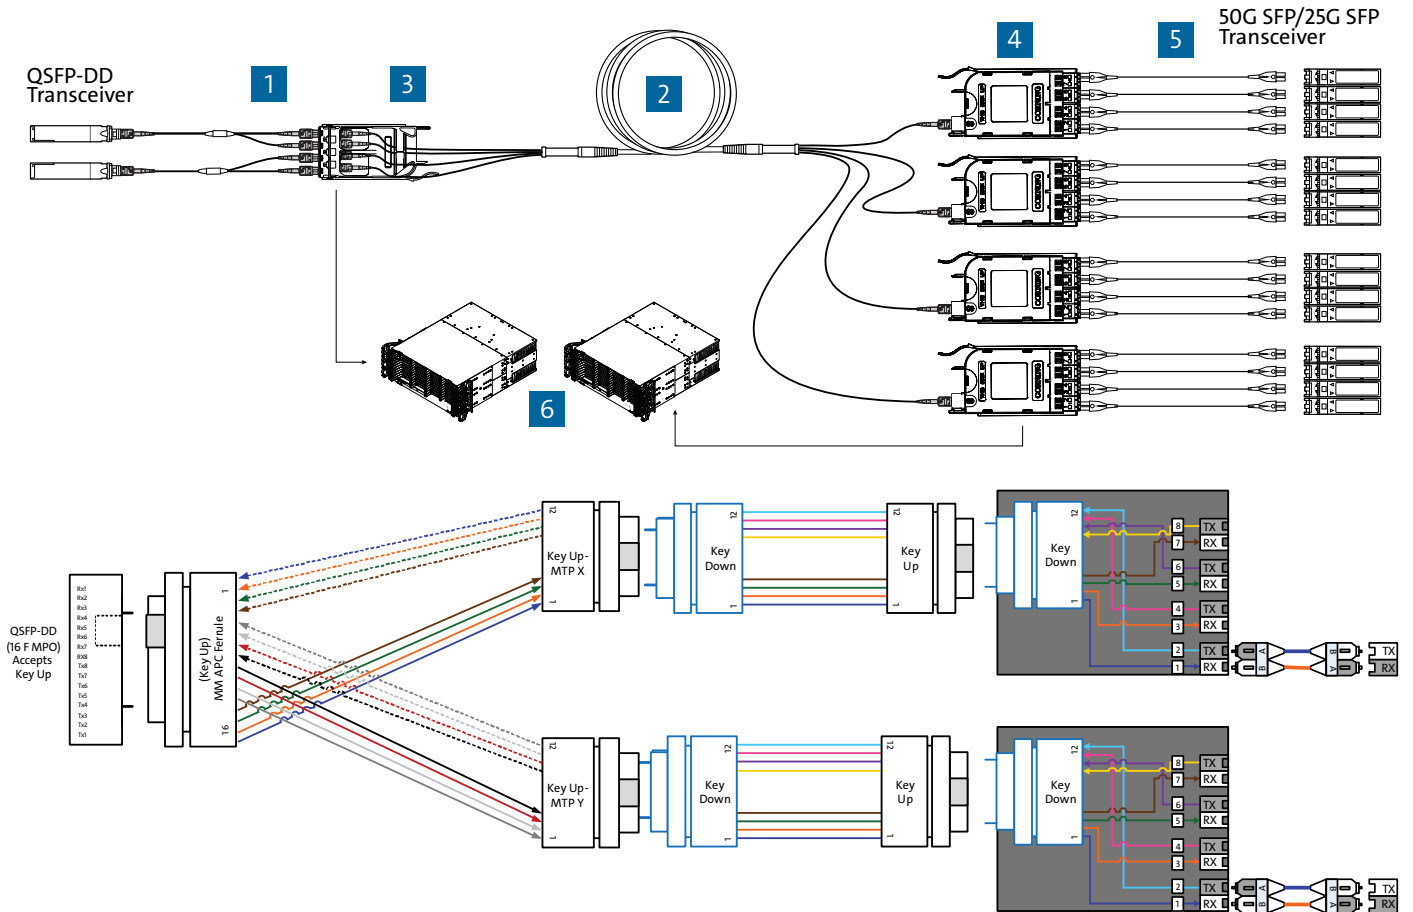 50G SFP/25G SFP
Transceiver
QSFP-DD
Transceiver
1
3
2
4
5
6
12
Key Up-
MTP X
1
12
Key
Down
1
12
Key
Up
1
12
Key
Down
1
8 TX
7 RX
6 TX
5 RX
4 TX
3 RX
2 TX
1 RX
A B TX
B A RX
QSFP-DD
(16 F MPO)
Accepts
Key Up
Rx1
Rx2
Rx3
Rx4
Rx5
Rx6
Rx7
RX8
Tx8
Tx7
Tx6
Tx5
Tx4
Tx3
Tx2
Tx1
1
(Key Up)
MM APC Ferrule
16
12
Key Up-
MTP Y
1
12
Key
Down
1
12
Key
Up
1
12
Key
Down
1
8 TX
7 RX
6 TX
5 RX
4 TX
3 RX
2 TX
1 RX
A B TX
B A RX